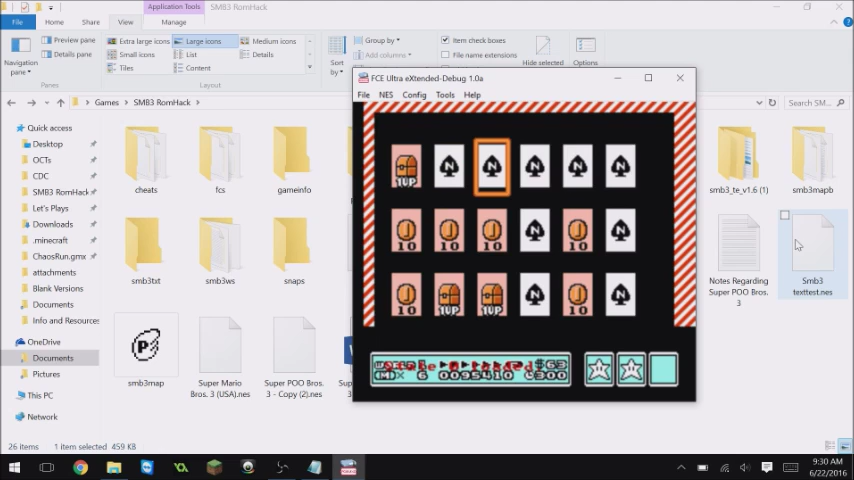 Application Tools
SMB3 RomHack
File Home Share View Manage
Preview pane
Details pane
Navigation pane
Panes
Extra large icons Large icons Medium icons
Small icons List Details
Tiles Content
Layout
Sort by
Group by
Add columns
Item check boxes
File name extensions
Hide selected
Options
Games SMB3 RomHack
Search SM...
Quick access
Desktop
OCTs
CDC
SMB3 RomHack
Let's Plays
Downloads
.minecraft
ChaosRun.gmx
attachments
Blank Versions
Documents
Info and Resources
OneDrive
Documents
Pictures
This PC
Network
cheats
fcs
gameinfo
smb3_te_v1.6 (1)
smb3mapb
smb3txt
smb3ws
snaps
Notes Regarding Super POO Bros. 3
Smb3 texttest.nes
smb3map
Super Mario Bros. 3 (USA).nes
Super POO Bros. 3 - Copy (2).nes
FCE Ultra eXtended-Debug 1.0a
File NES Config Tools Help
1UP N N N N N
10 10 10 N 10 N
10 1UP 1UP N 10 N
$63
M × 6 0095410 300
26 items 1 item selected 459 KB
9:30 AM
6/22/2016